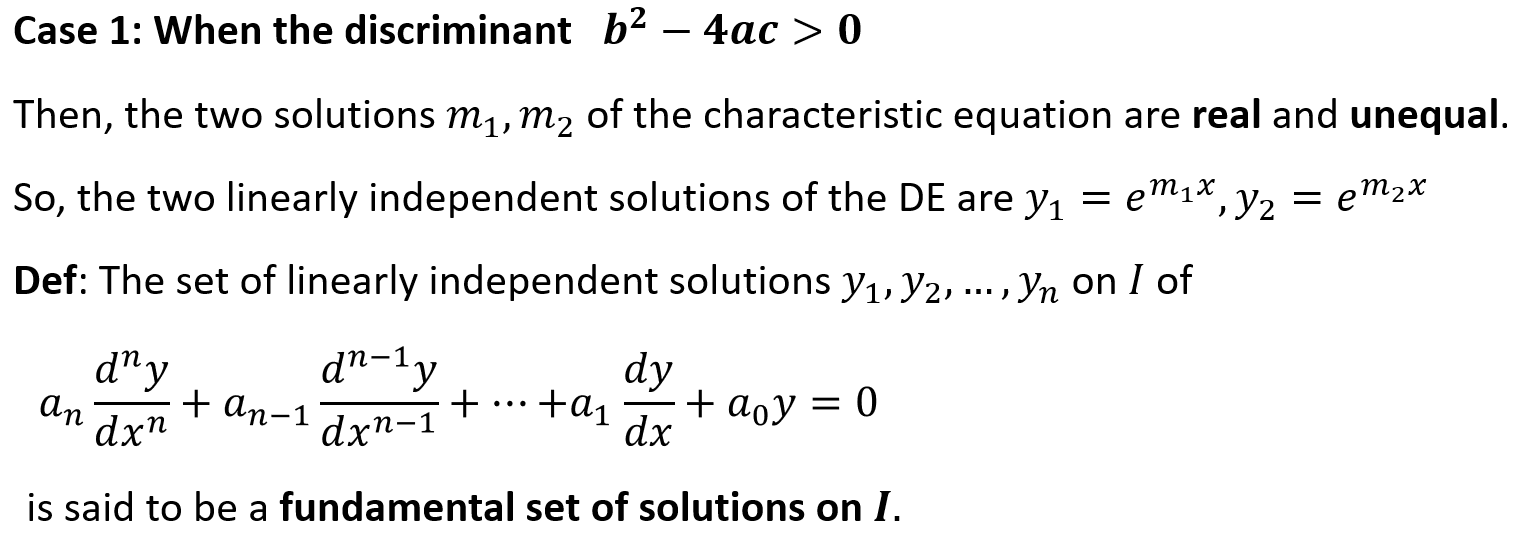 Case 1: When the discriminant b² − 4ac > 0
Then, the two solutions m₁, m₂ of the characteristic equation are real and unequal.
So, the two linearly independent solutions of the DE are y₁ = e^{m₁x}, y₂ = e^{m₂x}
Def: The set of linearly independent solutions y₁, y₂, … , yₙ on I of
aₙ dⁿy/dxⁿ + aₙ₋₁ dⁿ⁻¹y/dxⁿ⁻¹ + ⋯ +a₁ dy/dx + a₀y = 0
is said to be a fundamental set of solutions on I.